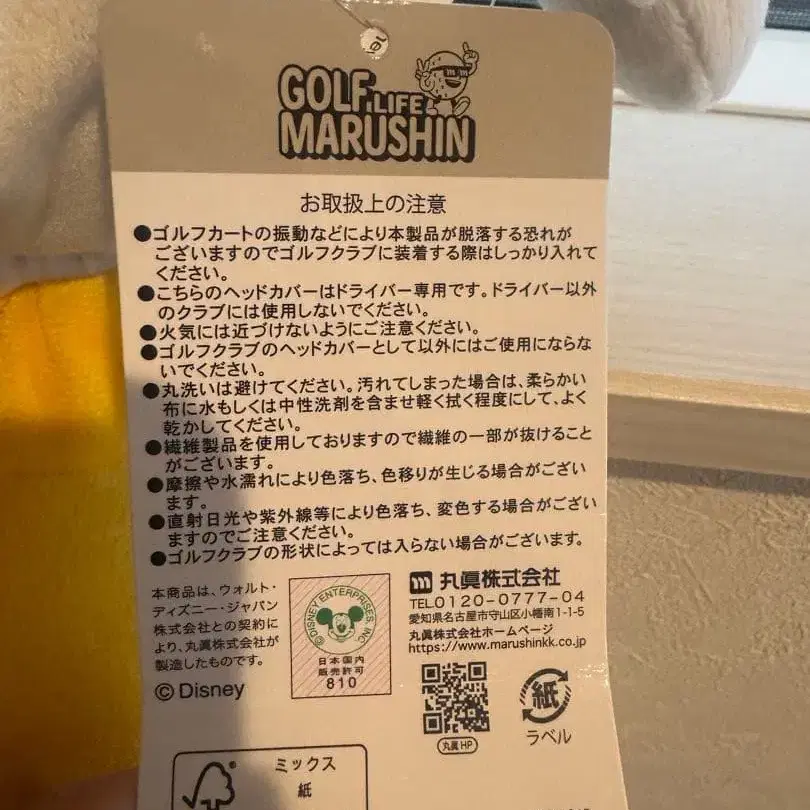 GOLF LIFE
MARUSHIN
お取扱上の注意
●ゴルフカートの振動などにより本製品が脱落する恐れが
ございますのでゴルフクラブに装着する際はしっかり入れて
ください。
●こちらのヘッドカバーはドライバー専用です。ドライバー以外
のクラブには使用しないでください。
●火気には近づけないようにご注意ください。
●ゴルフクラブのヘッドカバーとして以外にはご使用にならな
いでください。
●丸洗いは避けてください。汚れてしまった場合は、柔らかい
布に水もしくは中性洗剤を含ませ軽く拭く程度にして、よく
乾かしてください。
●繊維製品を使用しておりますので繊維の一部が抜けること
がございます。
●摩擦や水濡れにより色落ち、色移りが生じる場合がござい
ます。
●直射日光や紫外線等により色落ち、変色する場合がござい
ますのでご注意ください。
●ゴルフクラブの形状によっては入らない場合がございます。
本商品は、ウォルト・
ディズニー・ジャパン
株式会社との契約に
より、丸眞株式会社が
製造したものです。
© Disney
© DISNEY ENTERPRISES, INC
日本国内
販売許可
810
丸眞株式会社
TEL0120-0777-04
愛知県名古屋市守山区小幡南1-1-5
丸眞株式会社ホームページ
https://www.marushinkk.co.jp
丸眞HP
紙
ラベル
ミックス
紙